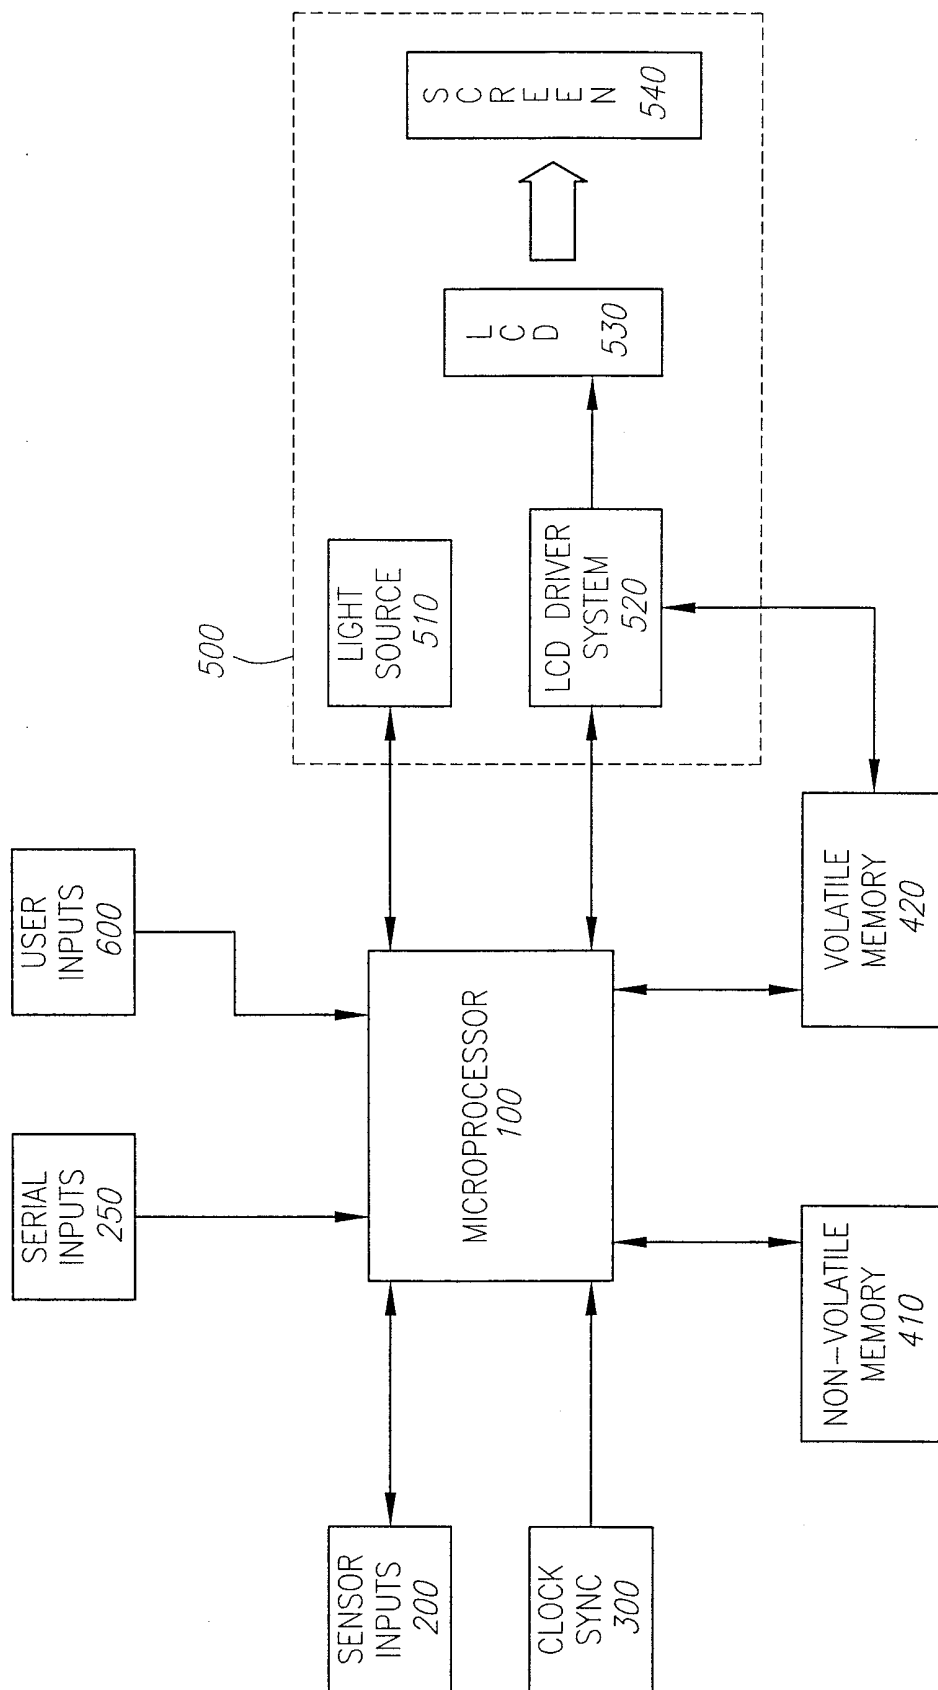 SERIAL
INPUTS
250
USER
INPUTS
600
500
SENSOR
INPUTS
200
CLOCK
SYNC
300
MICROPROCESSOR
100
LIGHT
SOURCE
510
LCD DRIVER
SYSTEM
520
LCD
530
SCREEN
540
NON-VOLATILE
MEMORY
410
VOLATILE
MEMORY
420